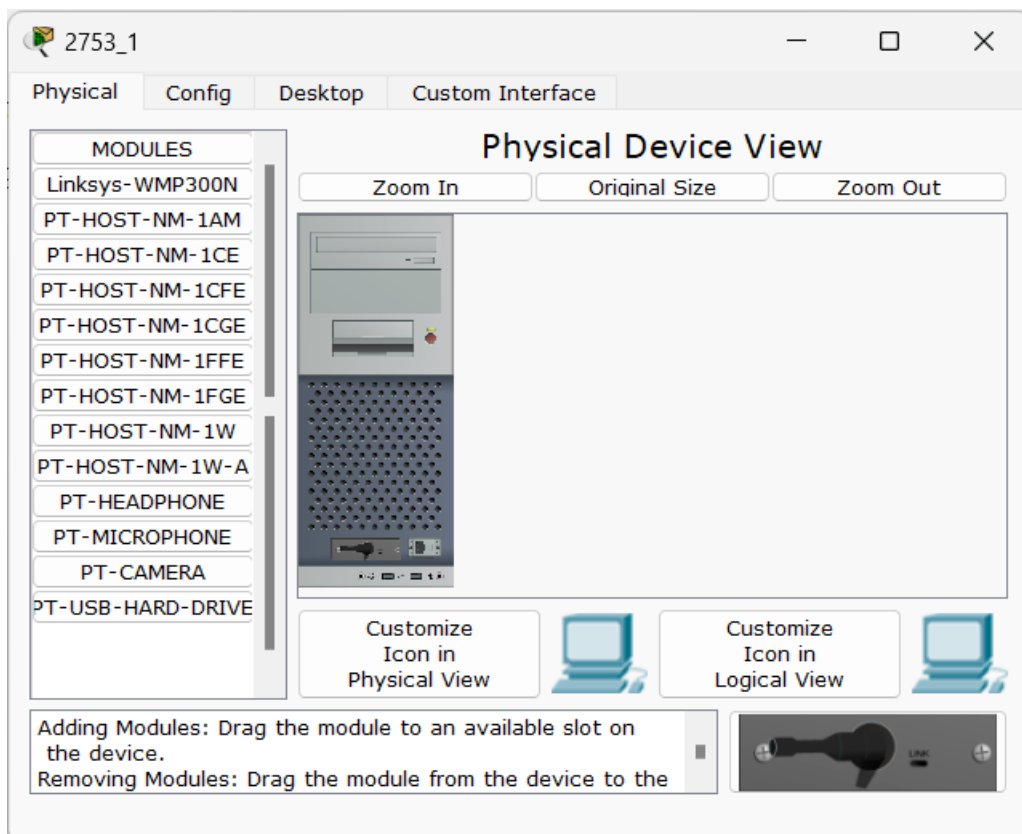 2753_1
Physical Config Desktop Custom Interface
MODULES
Linksys-WMP300N
PT-HOST-NM-1AM
PT-HOST-NM-1CE
PT-HOST-NM-1CFE
PT-HOST-NM-1CGE
PT-HOST-NM-1FFE
PT-HOST-NM-1FGE
PT-HOST-NM-1W
PT-HOST-NM-1W-A
PT-HEADPHONE
PT-MICROPHONE
PT-CAMERA
PT-USB-HARD-DRIVE
Physical Device View
Zoom In Original Size Zoom Out
Customize
Icon in
Physical View
Customize
Icon in
Logical View
Adding Modules: Drag the module to an available slot on
the device.
Removing Modules: Drag the module from the device to the
LINK